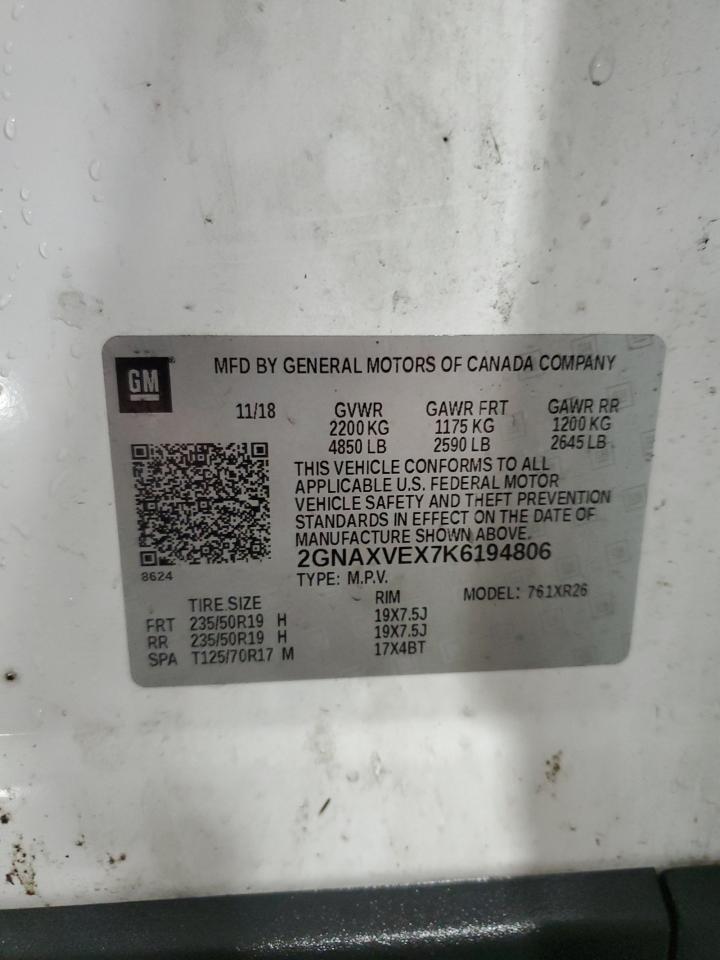 GM
MFD BY GENERAL MOTORS OF CANADA COMPANY
11/18 GVWR GAWR FRT GAWR RR
2200 KG 1175 KG 1200 KG
4850 LB 2590 LB 2645 LB
THIS VEHICLE CONFORMS TO ALL
APPLICABLE U.S. FEDERAL MOTOR
VEHICLE SAFETY AND THEFT PREVENTION
STANDARDS IN EFFECT ON THE DATE OF
MANUFACTURE SHOWN ABOVE.
2GNAXVEX7K6194806
8624
TYPE: M.P.V.
TIRE SIZE RIM MODEL: 761XR26
FRT 235/50R19 H 19X7.5J
RR 235/50R19 H 19X7.5J
SPA T125/70R17 M 17X4BT